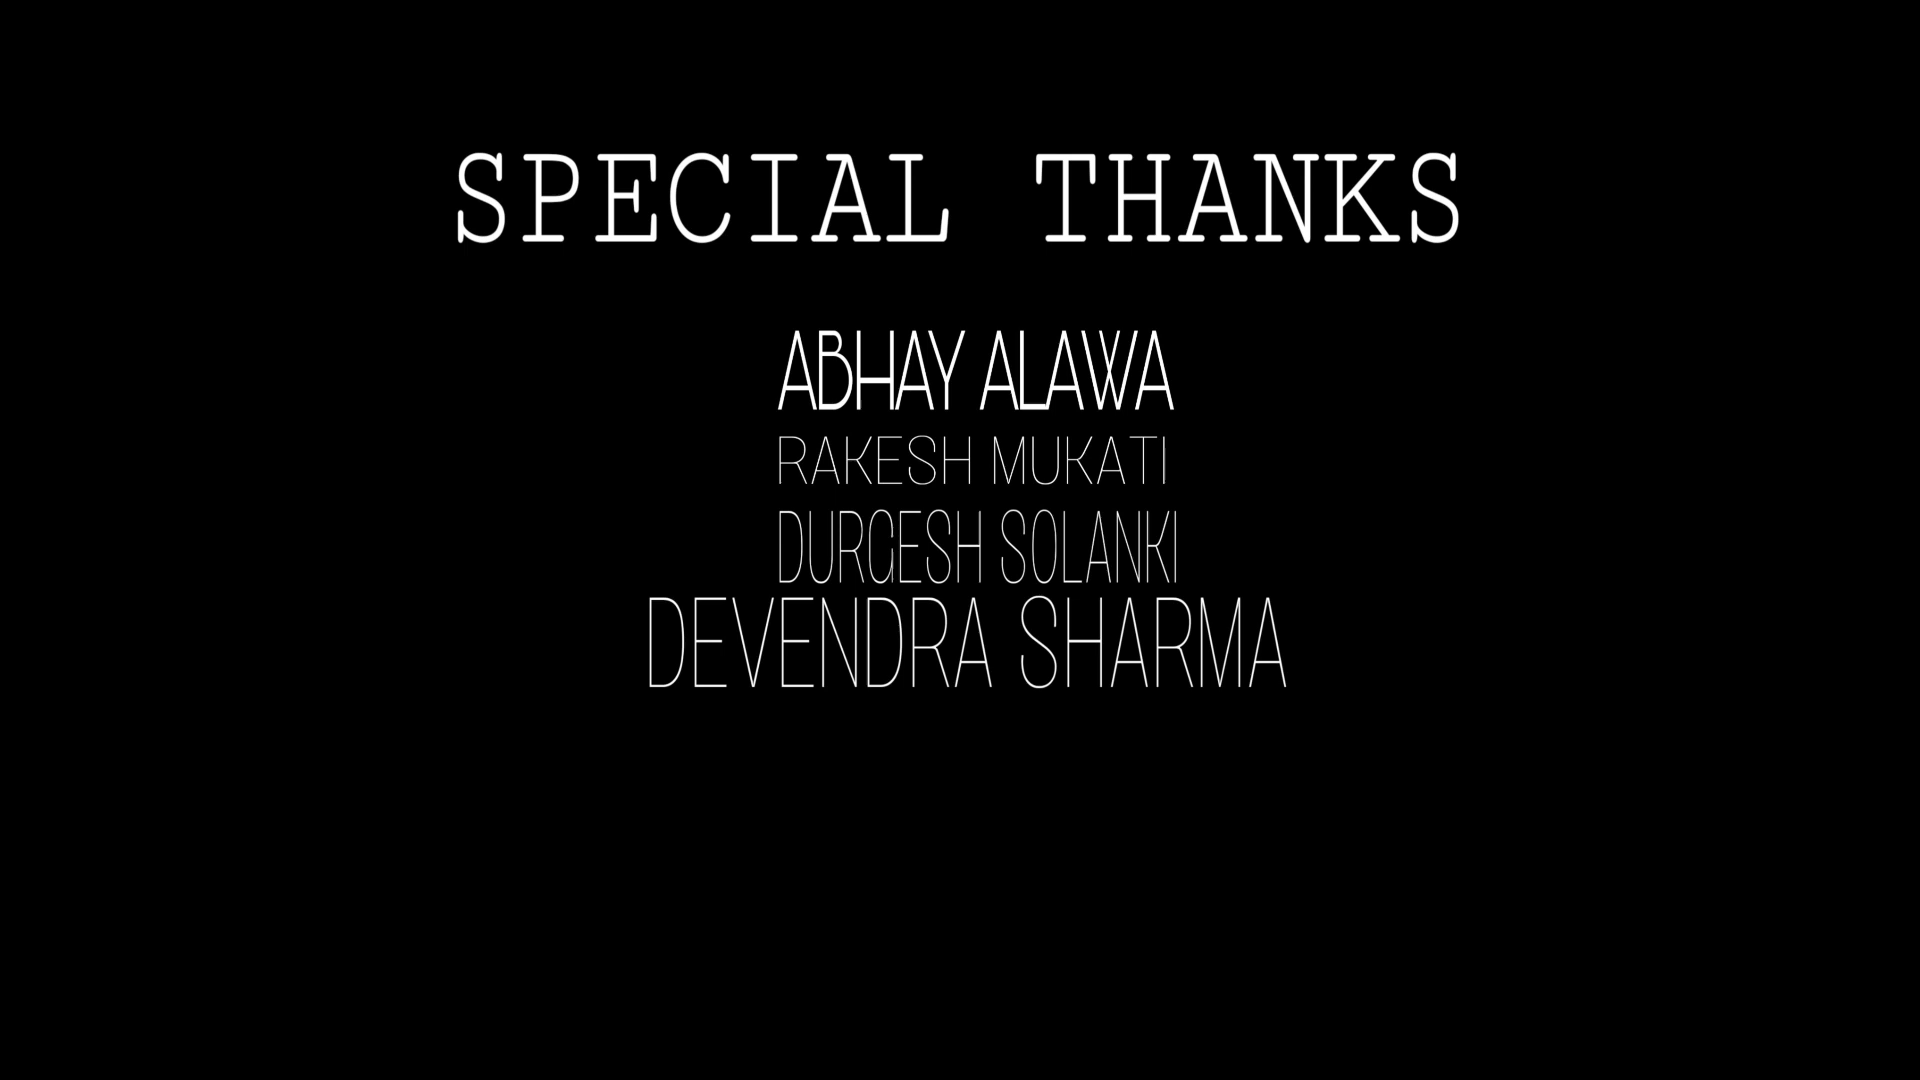 SPECIAL THANKS
ABHAY ALAWA
RAKESH MUKATI
DURGESH SOLANKI
DEVENDRA SHARMA